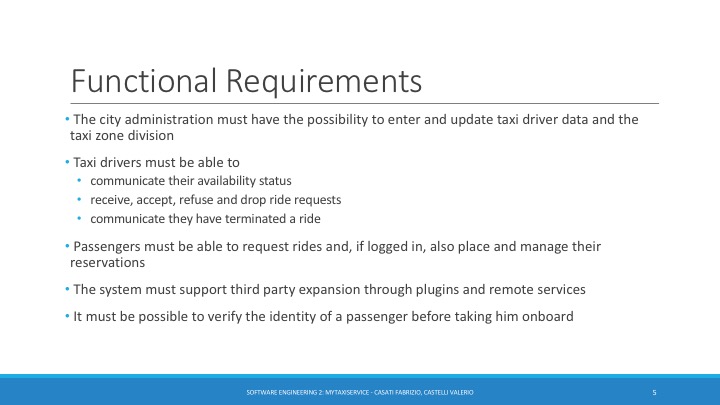 Functional Requirements
• The city administration must have the possibility to enter and update taxi driver data and the
taxi zone division
• Taxi drivers must be able to
• communicate their availability status
• receive, accept, refuse and drop ride requests
• communicate they have terminated a ride
• Passengers must be able to request rides and, if logged in, also place and manage their
reservations
• The system must support third party expansion through plugins and remote services
• It must be possible to verify the identity of a passenger before taking him onboard
SOFTWARE ENGINEERING 2: MYTAXISERVICE - CASATI FABRIZIO, CASTELLI VALERIO
5